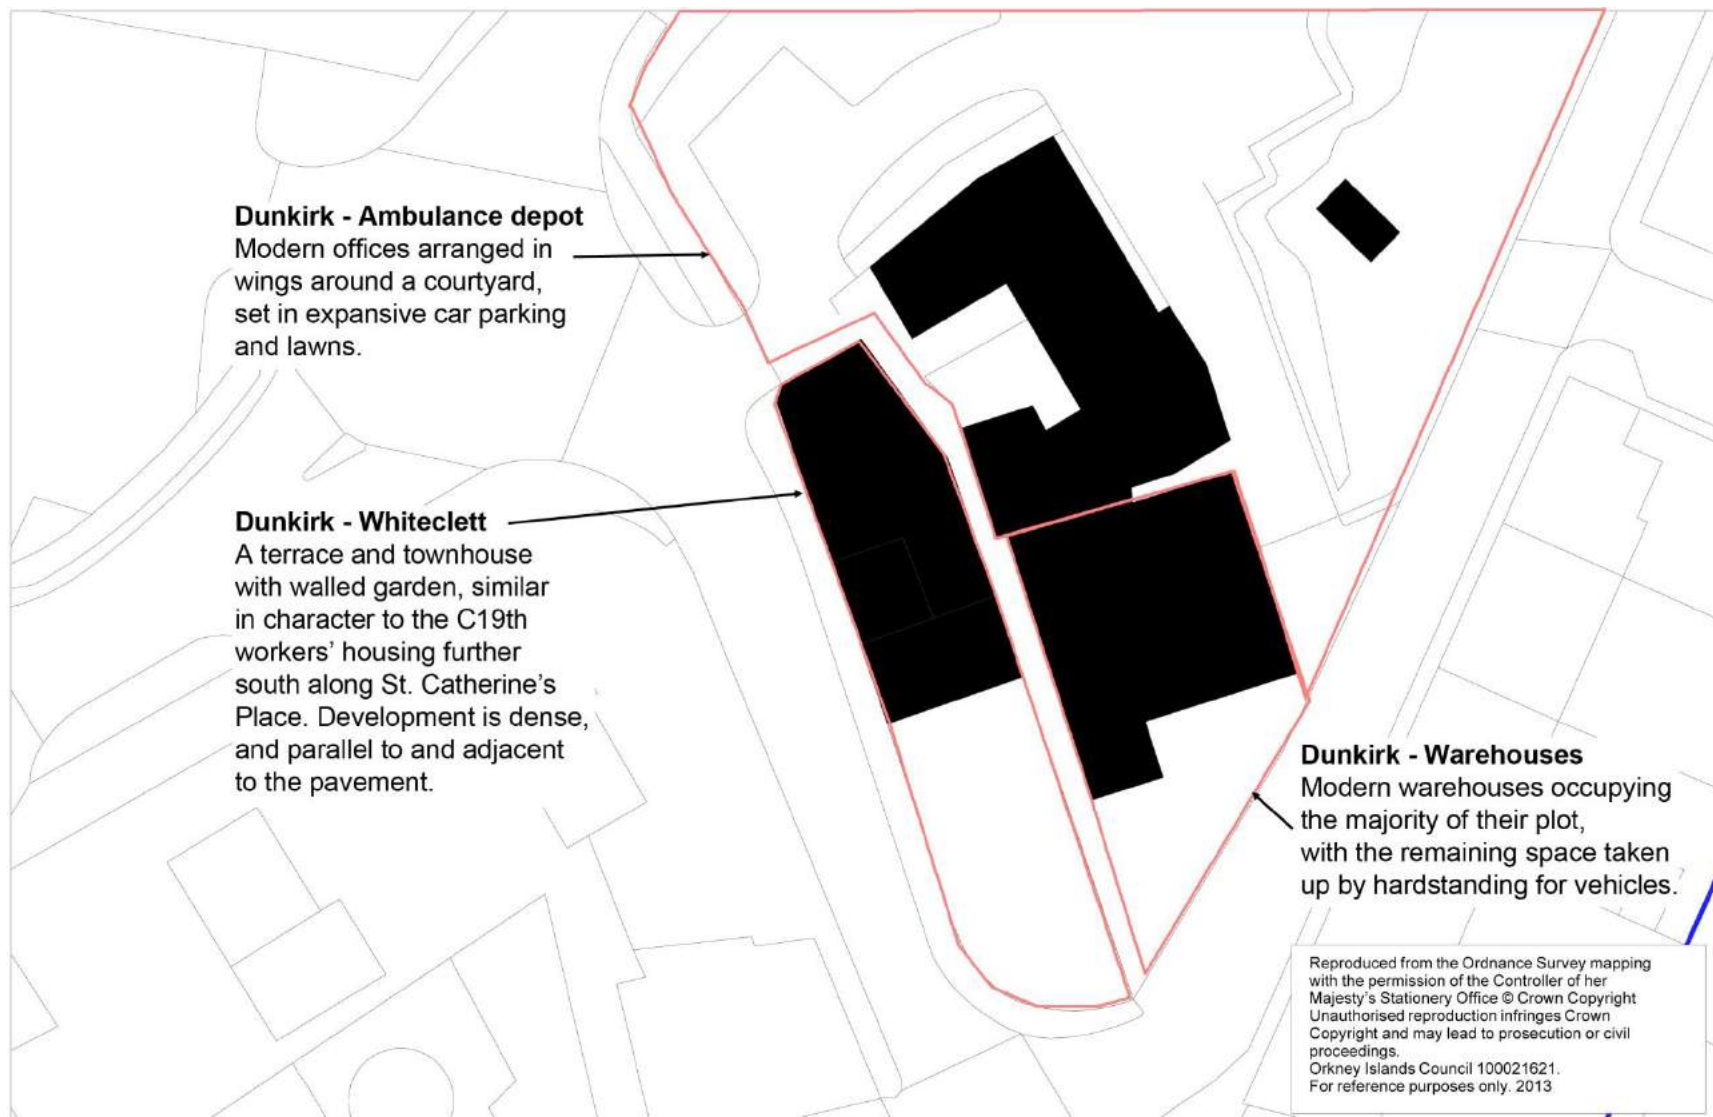 Dunkirk - Ambulance depot
Modern offices arranged in
wings around a courtyard,
set in expansive car parking
and lawns.
Dunkirk - Whiteclett
A terrace and townhouse
with walled garden, similar
in character to the C19th
workers' housing further
south along St. Catherine's
Place. Development is dense,
and parallel to and adjacent
to the pavement.
Dunkirk - Warehouses
Modern warehouses occupying
the majority of their plot,
with the remaining space taken
up by hardstanding for vehicles.
Reproduced from the Ordnance Survey mapping
with the permission of the Controller of her
Majesty's Stationery Office © Crown Copyright
Unauthorised reproduction infringes Crown
Copyright and may lead to prosecution or civil
proceedings.
Orkney Islands Council 100021621.
For reference purposes only. 2013